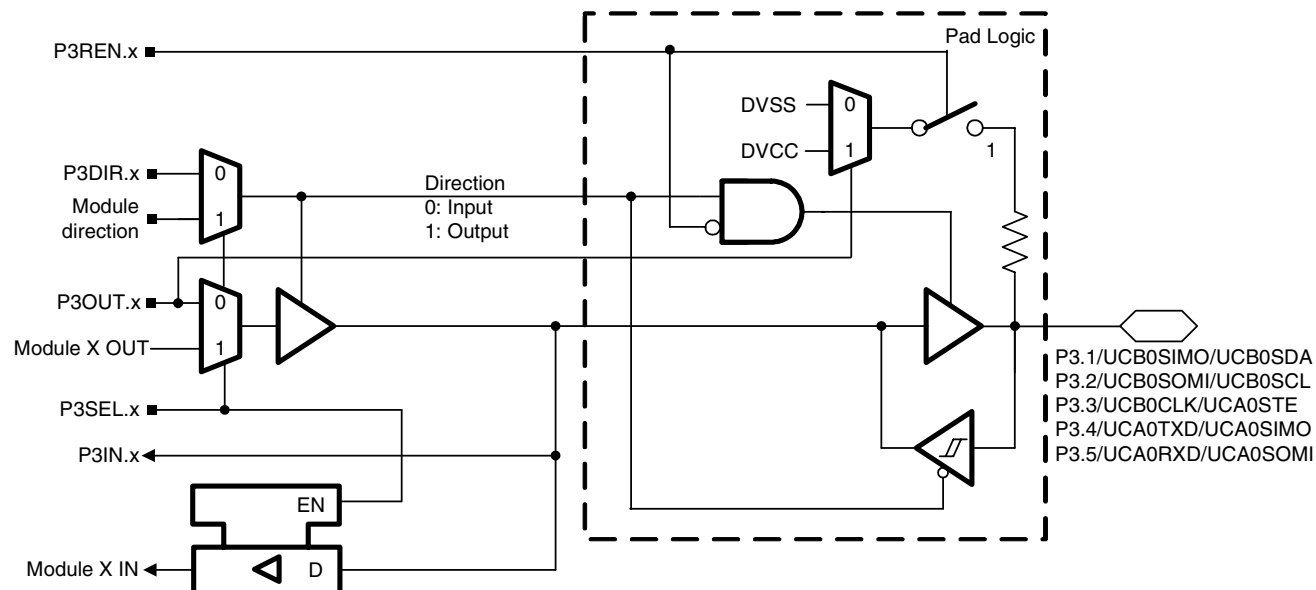 Pad Logic
P3REN.x
DVSS
0
DVCC
1
1
P3DIR.x
0
Module
direction
1
Direction
0: Input
1: Output
P3OUT.x
0
Module X OUT
1
P3SEL.x
P3IN.x
EN
Module X IN
D
P3.1/UCB0SIMO/UCB0SDA
P3.2/UCB0SOMI/UCB0SCL
P3.3/UCB0CLK/UCA0STE
P3.4/UCA0TXD/UCA0SIMO
P3.5/UCA0RXD/UCA0SOMI